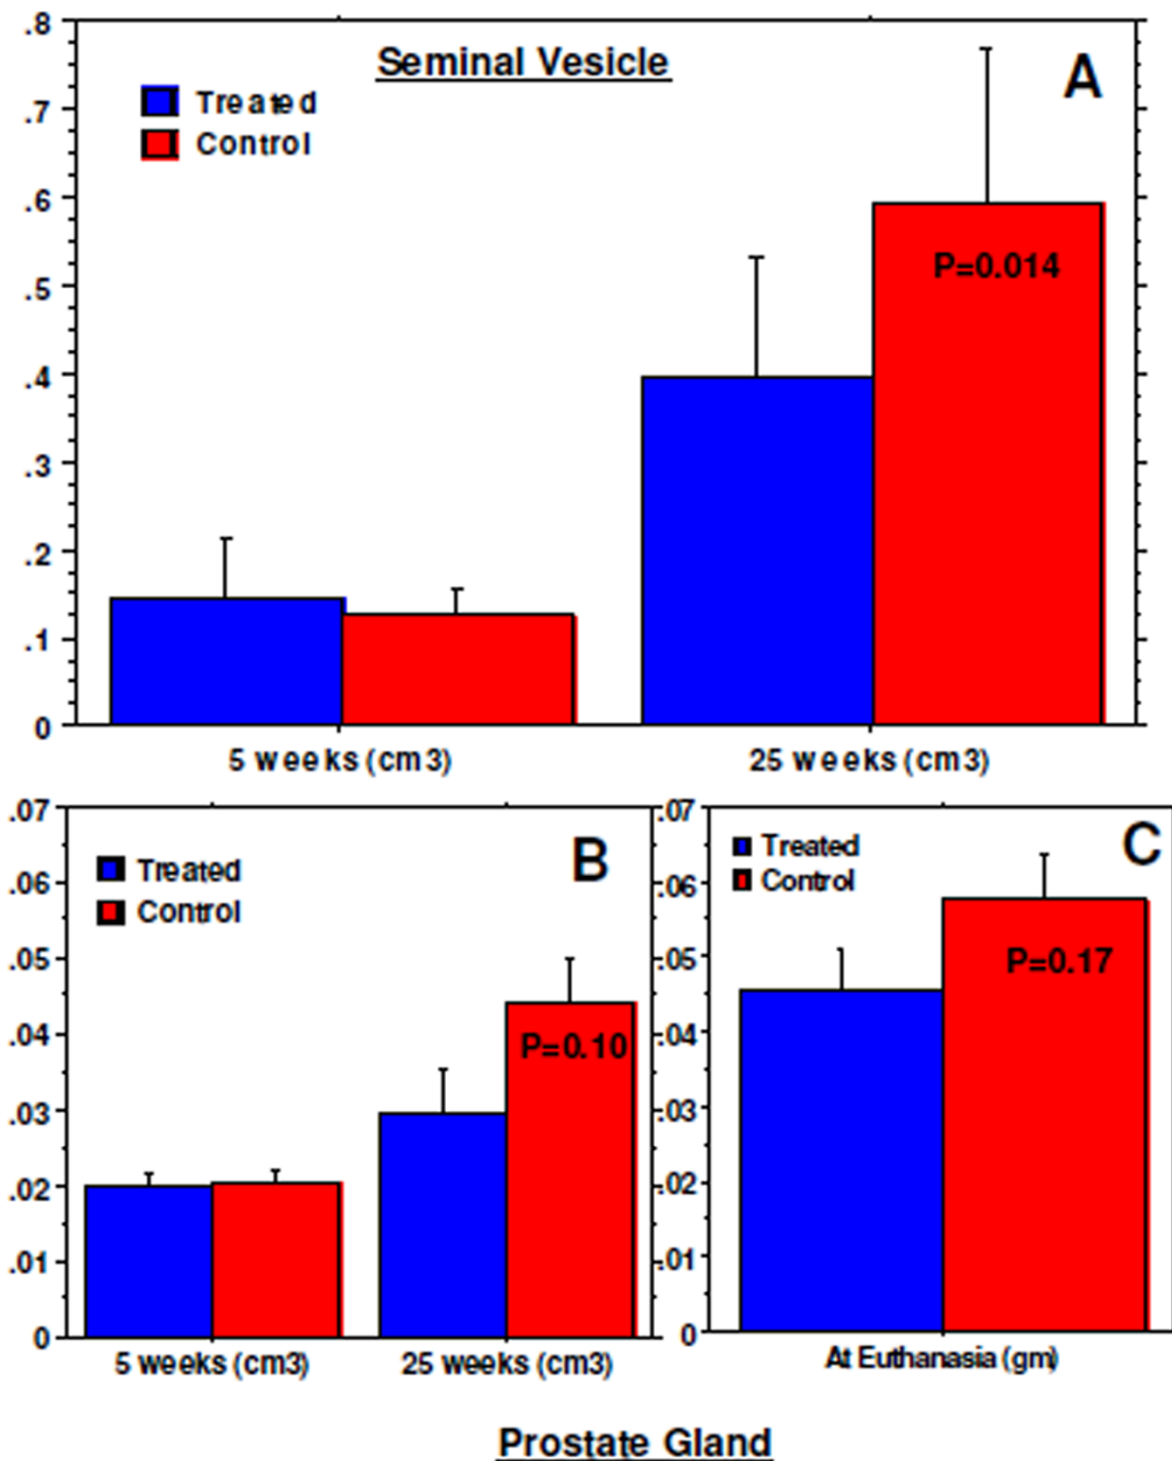 .8
Seminal Vesicle
A
Treated
.7
Control
.6
P=0.014
.5
.4
.3
.2
.1
0
5 weeks (cm3)
25 weeks (cm3)
.07
B
Treated
.06
Control
.05
.04
P=0.10
.03
.02
.01
0
5 weeks (cm3)
25 weeks (cm3)
.07
C
Treated
Control
.06
.05
P=0.17
.04
.03
.02
.01
0
At Euthanasia (gm)
Prostate Gland